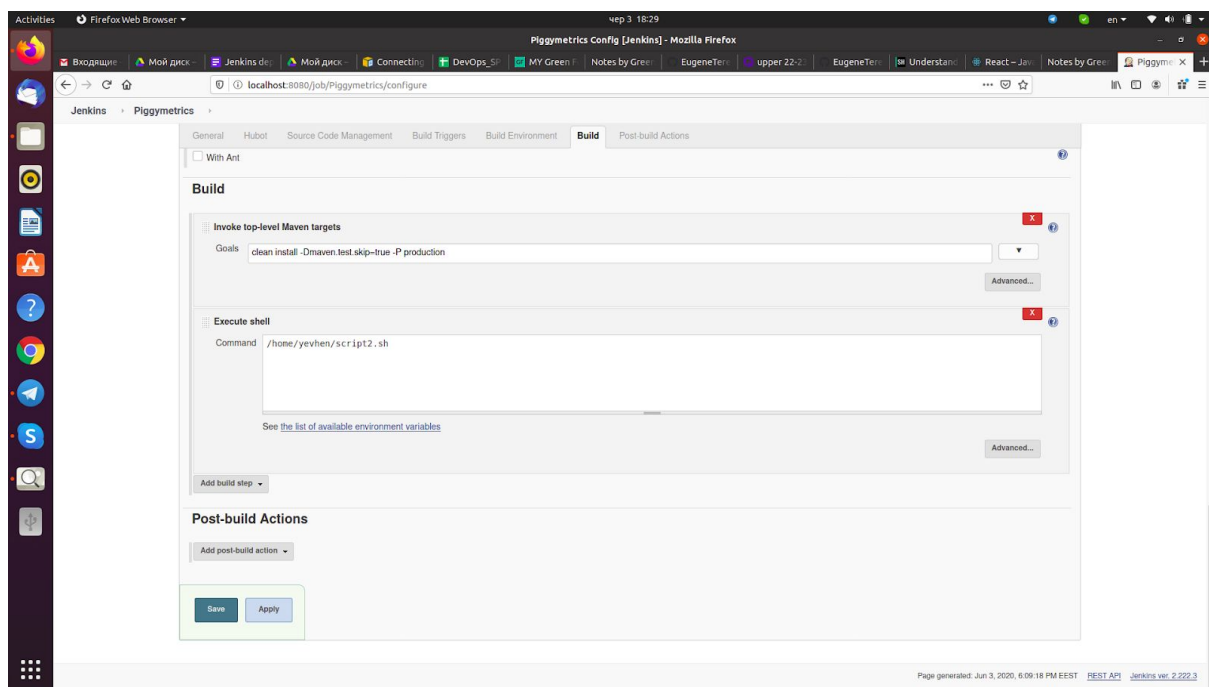 Activities Firefox Web Browser чер 3 18:29 en
Piggymetrics Config [Jenkins] - Mozilla Firefox
Входящие Мой диск - Jenkins dep Мой диск - Connecting DevOps_SP MY Green F Notes by Green EugeneTere upper 22-23 EugeneTere Understand React – Jav Notes by Green Piggyme
localhost:8080/job/Piggymetrics/configure
Jenkins Piggymetrics
General Hubot Source Code Management Build Triggers Build Environment Build Post-build Actions
With Ant
Build
Invoke top-level Maven targets X
Goals clean install -Dmaven.test.skip=true -P production
Advanced...
Execute shell X
Command /home/yevhen/script2.sh
See the list of available environment variables
Advanced...
Add build step
Post-build Actions
Add post-build action
Save Apply
Page generated: Jun 3, 2020, 6:09:18 PM EEST REST API Jenkins ver. 2.222.3